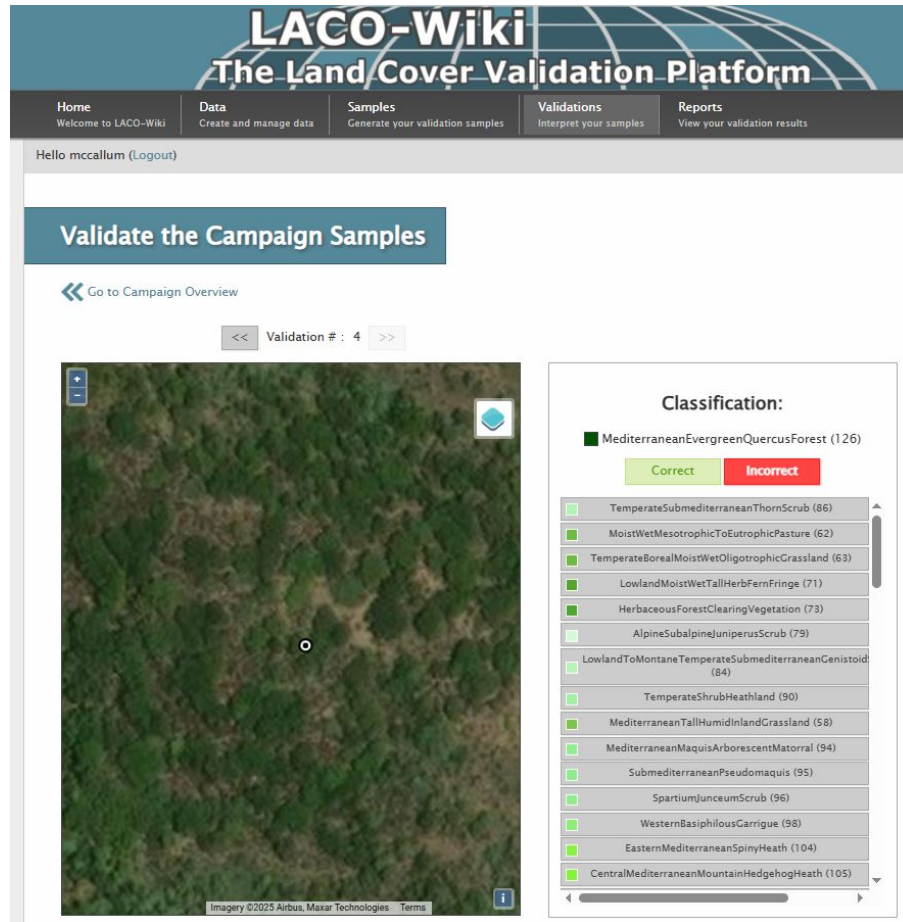 LACO-Wiki
The Land Cover Validation Platform
Home
Welcome to LACO-Wiki
Data
Create and manage data
Samples
Generate your validation samples
Validations
Interpret your samples
Reports
View your validation results
Hello mccallum (Logout)
Validate the Campaign Samples
Go to Campaign Overview
<< Validation # : 4 >>
+
-
Imagery ©2025 Airbus, Maxar Technologies Terms
i
Classification:
MediterraneanEvergreenQuercusForest (126)
Correct Incorrect
TemperateSubmediterraneanThornScrub (86)
MoistWetMesotrophicToEutrophicPasture (62)
TemperateBorealMoistWetOligotrophicGrassland (63)
LowlandMoistWetTallHerbFernFringe (71)
HerbaceousForestClearingVegetation (73)
AlpineSubalpineJuniperusScrub (79)
LowlandToMontaneTemperateSubmediterraneanGenistoidS
(84)
TemperateShrubHeathland (90)
MediterraneanTallHumidInlandGrassland (58)
MediterraneanMaquisArborescentMatorral (94)
SubmediterraneanPseudomaquis (95)
SpartiumJunceumScrub (96)
WesternBasiphilousGarrigue (98)
EasternMediterraneanSpinyHeath (104)
CentralMediterraneanMountainHedgehogHeath (105)